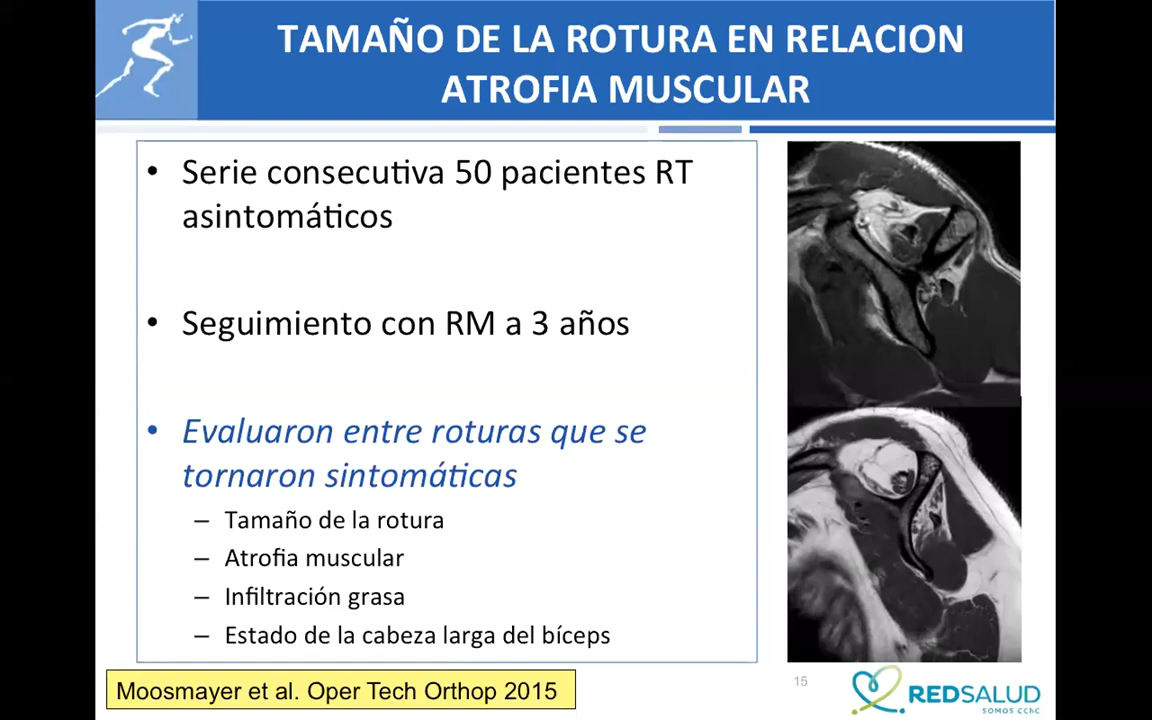 TAMAÑO DE LA ROTURA EN RELACION
ATROFIA MUSCULAR
• Serie consecutiva 50 pacientes RT
asintomáticos
• Seguimiento con RM a 3 años
• Evaluaron entre roturas que se
tornaron sintomáticas
– Tamaño de la rotura
– Atrofia muscular
– Infiltración grasa
– Estado de la cabeza larga del bíceps
Moosmayer et al. Oper Tech Orthop 2015
15
REDSALUD
SOMOS CChC